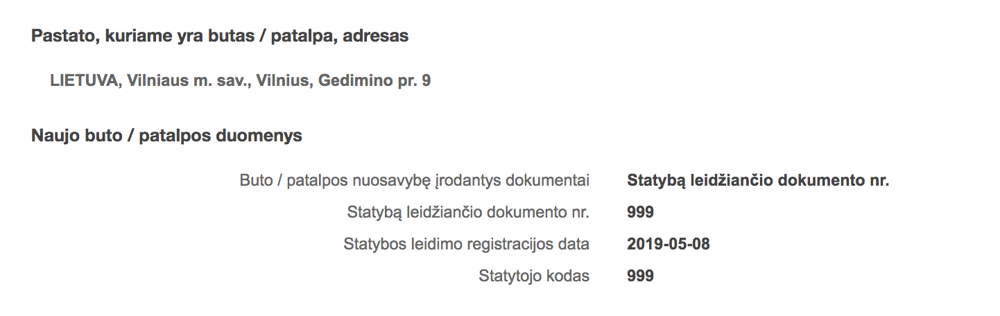 Pastato, kuriame yra butas / patalpa, adresas
LIETUVA, Vilniaus m. sav., Vilnius, Gedimino pr. 9
Naujo buto / patalpos duomenys
Buto / patalpos nuosavybę įrodantys dokumentai Statybą leidžiančio dokumento nr.
Statybą leidžiančio dokumento nr. 999
Statybos leidimo registracijos data 2019-05-08
Statytojo kodas 999